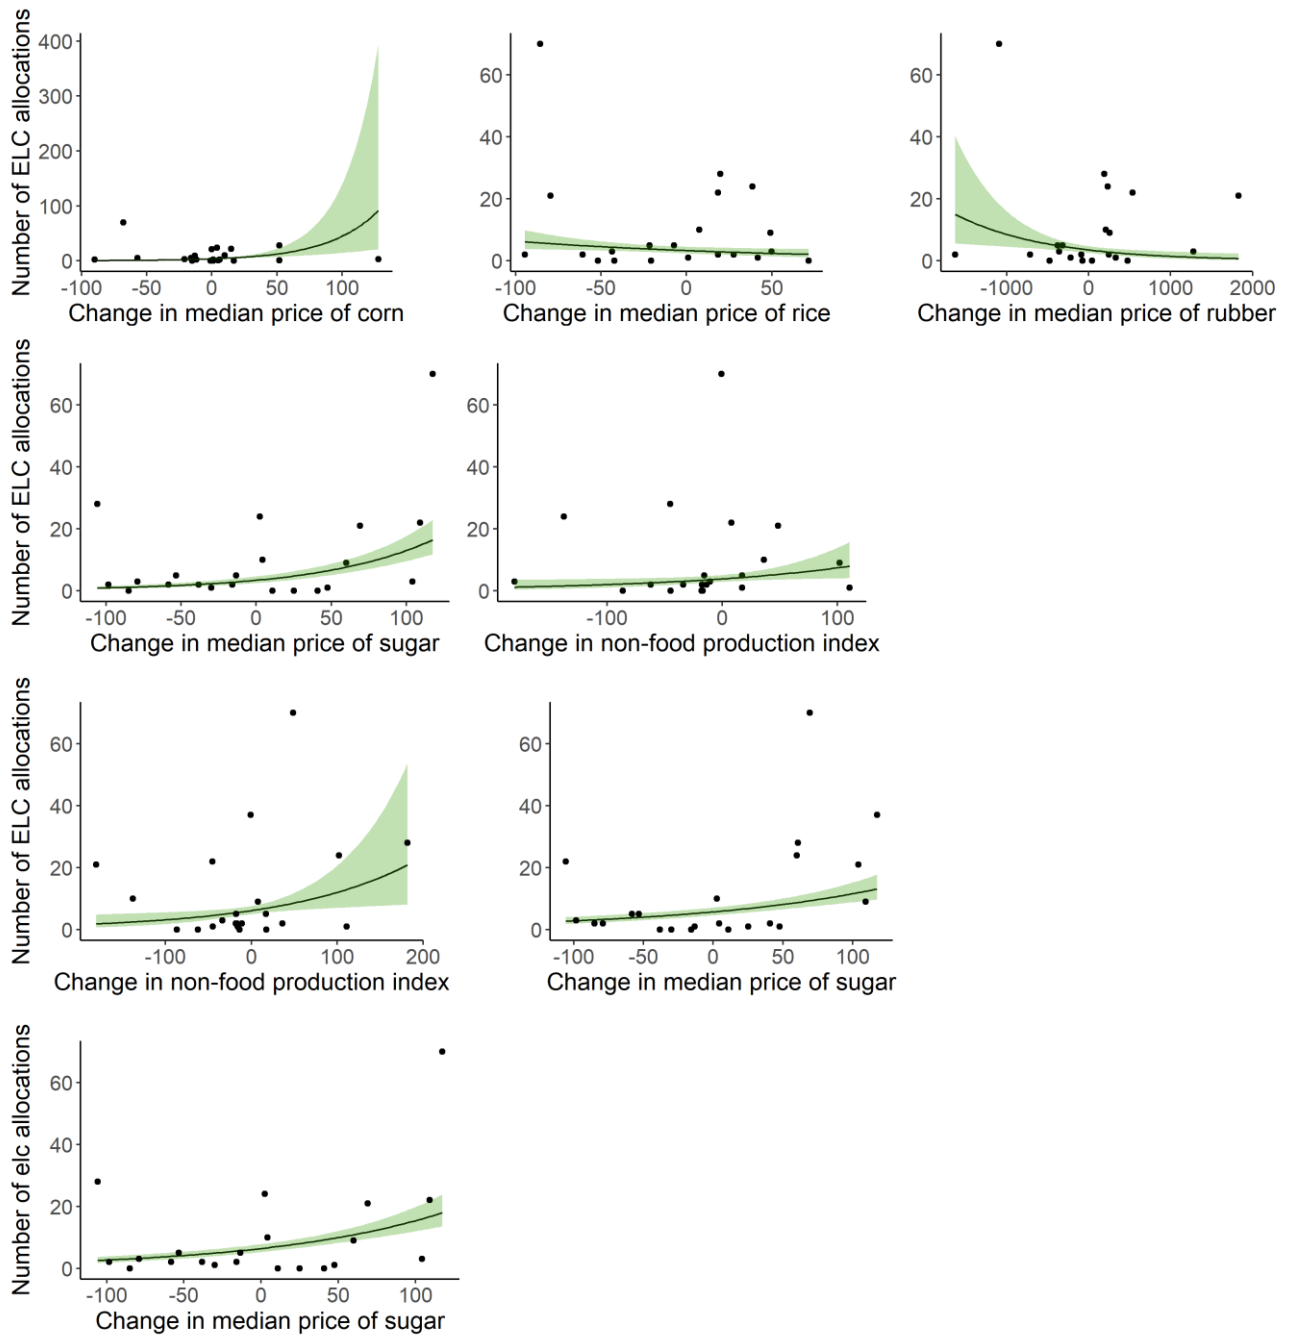 Number of ELC allocations
400
300
200
100
0
-100 -50 0 50 100
Change in median price of corn
60
40
20
0
-50 0 50
Change in median price of rice
60
40
20
0
-1000 0 1000 2000
Change in median price of rubber
Number of ELC allocations
60
40
20
0
-100 -50 0 50 100
Change in median price of sugar
60
40
20
0
-100 0 100
Change in non-food production index
Number of ELC allocations
60
40
20
0
-100 0 100 200
Change in non-food production index
60
40
20
0
-100 -50 0 50 100
Change in median price of sugar
Number of elc allocations
60
40
20
0
-100 -50 0 50 100
Change in median price of sugar